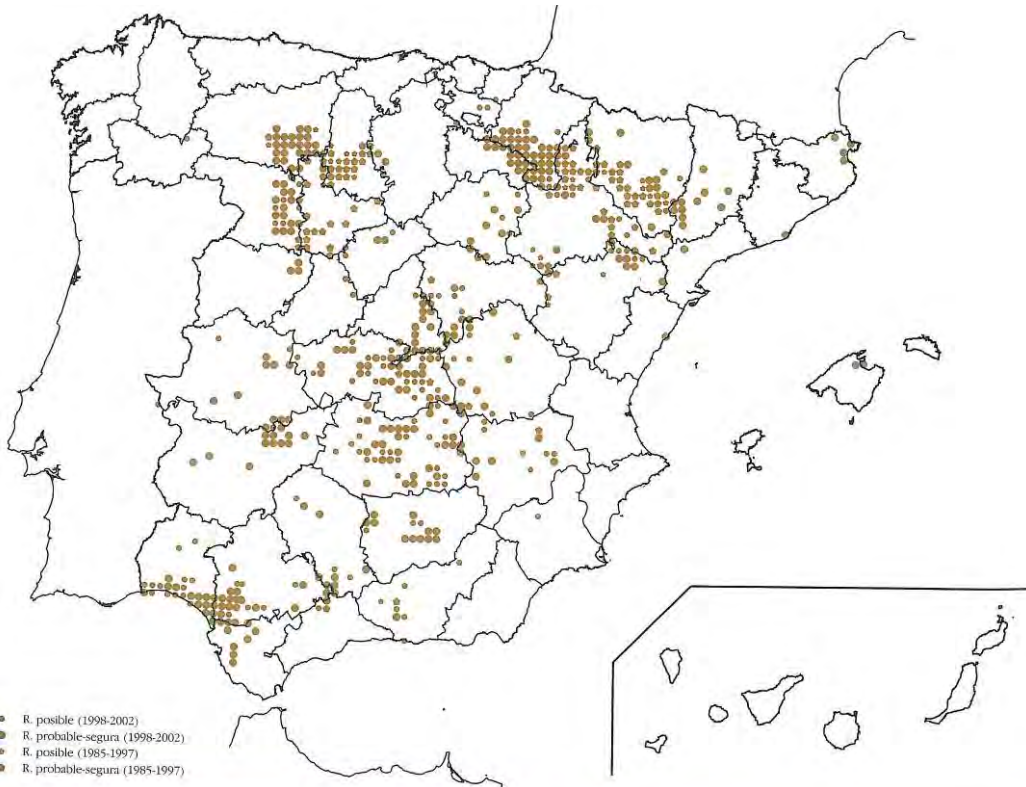 R. posible (1998-2002)
R. probable-segura (1998-2002)
R. posible (1985-1997)
R. probable-segura (1985-1997)